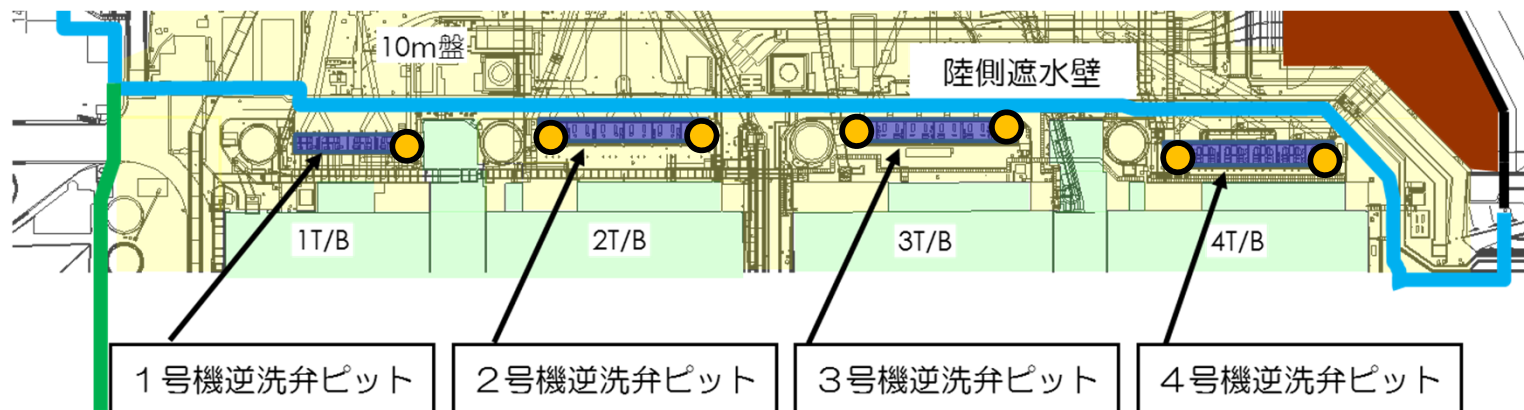 10m盤
陸側遮水壁
1T/B
2T/B
3T/B
4T/B
１号機逆洗弁ピット
２号機逆洗弁ピット
３号機逆洗弁ピット
４号機逆洗弁ピット